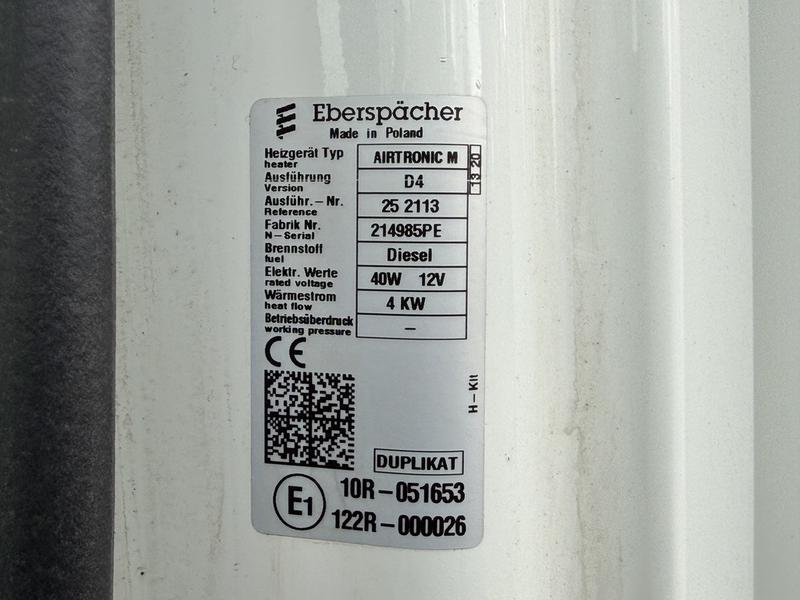 Eberspächer
Made in Poland
Heizgerät Typ AIRTRONIC M
heater
Ausführung D4
Version
Ausführ.-Nr. 25 2113
Reference
Fabrik Nr. 214985PE
N-Serial
Brennstoff Diesel
fuel
Elektr. Werte 40W 12V
rated voltage
Wärmestrom 4 KW
heat flow
Betriebsüberdruck –
working pressure
13 20
CE
H-Kit
DUPLIKAT
E1
10R-051653
122R-000026